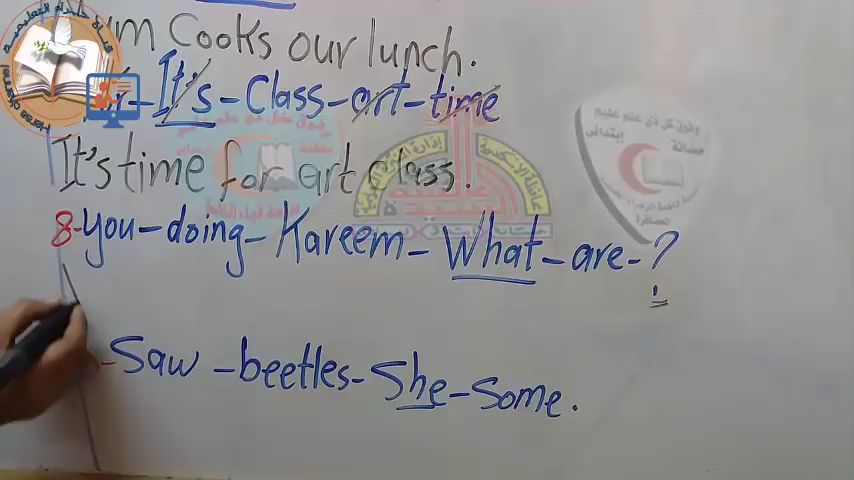 um Cooks our lunch.
It's - Class - art - time
It's time for art class.
8- you - doing - Kareem - What - are - ?
- Saw - beetles - She - Some.